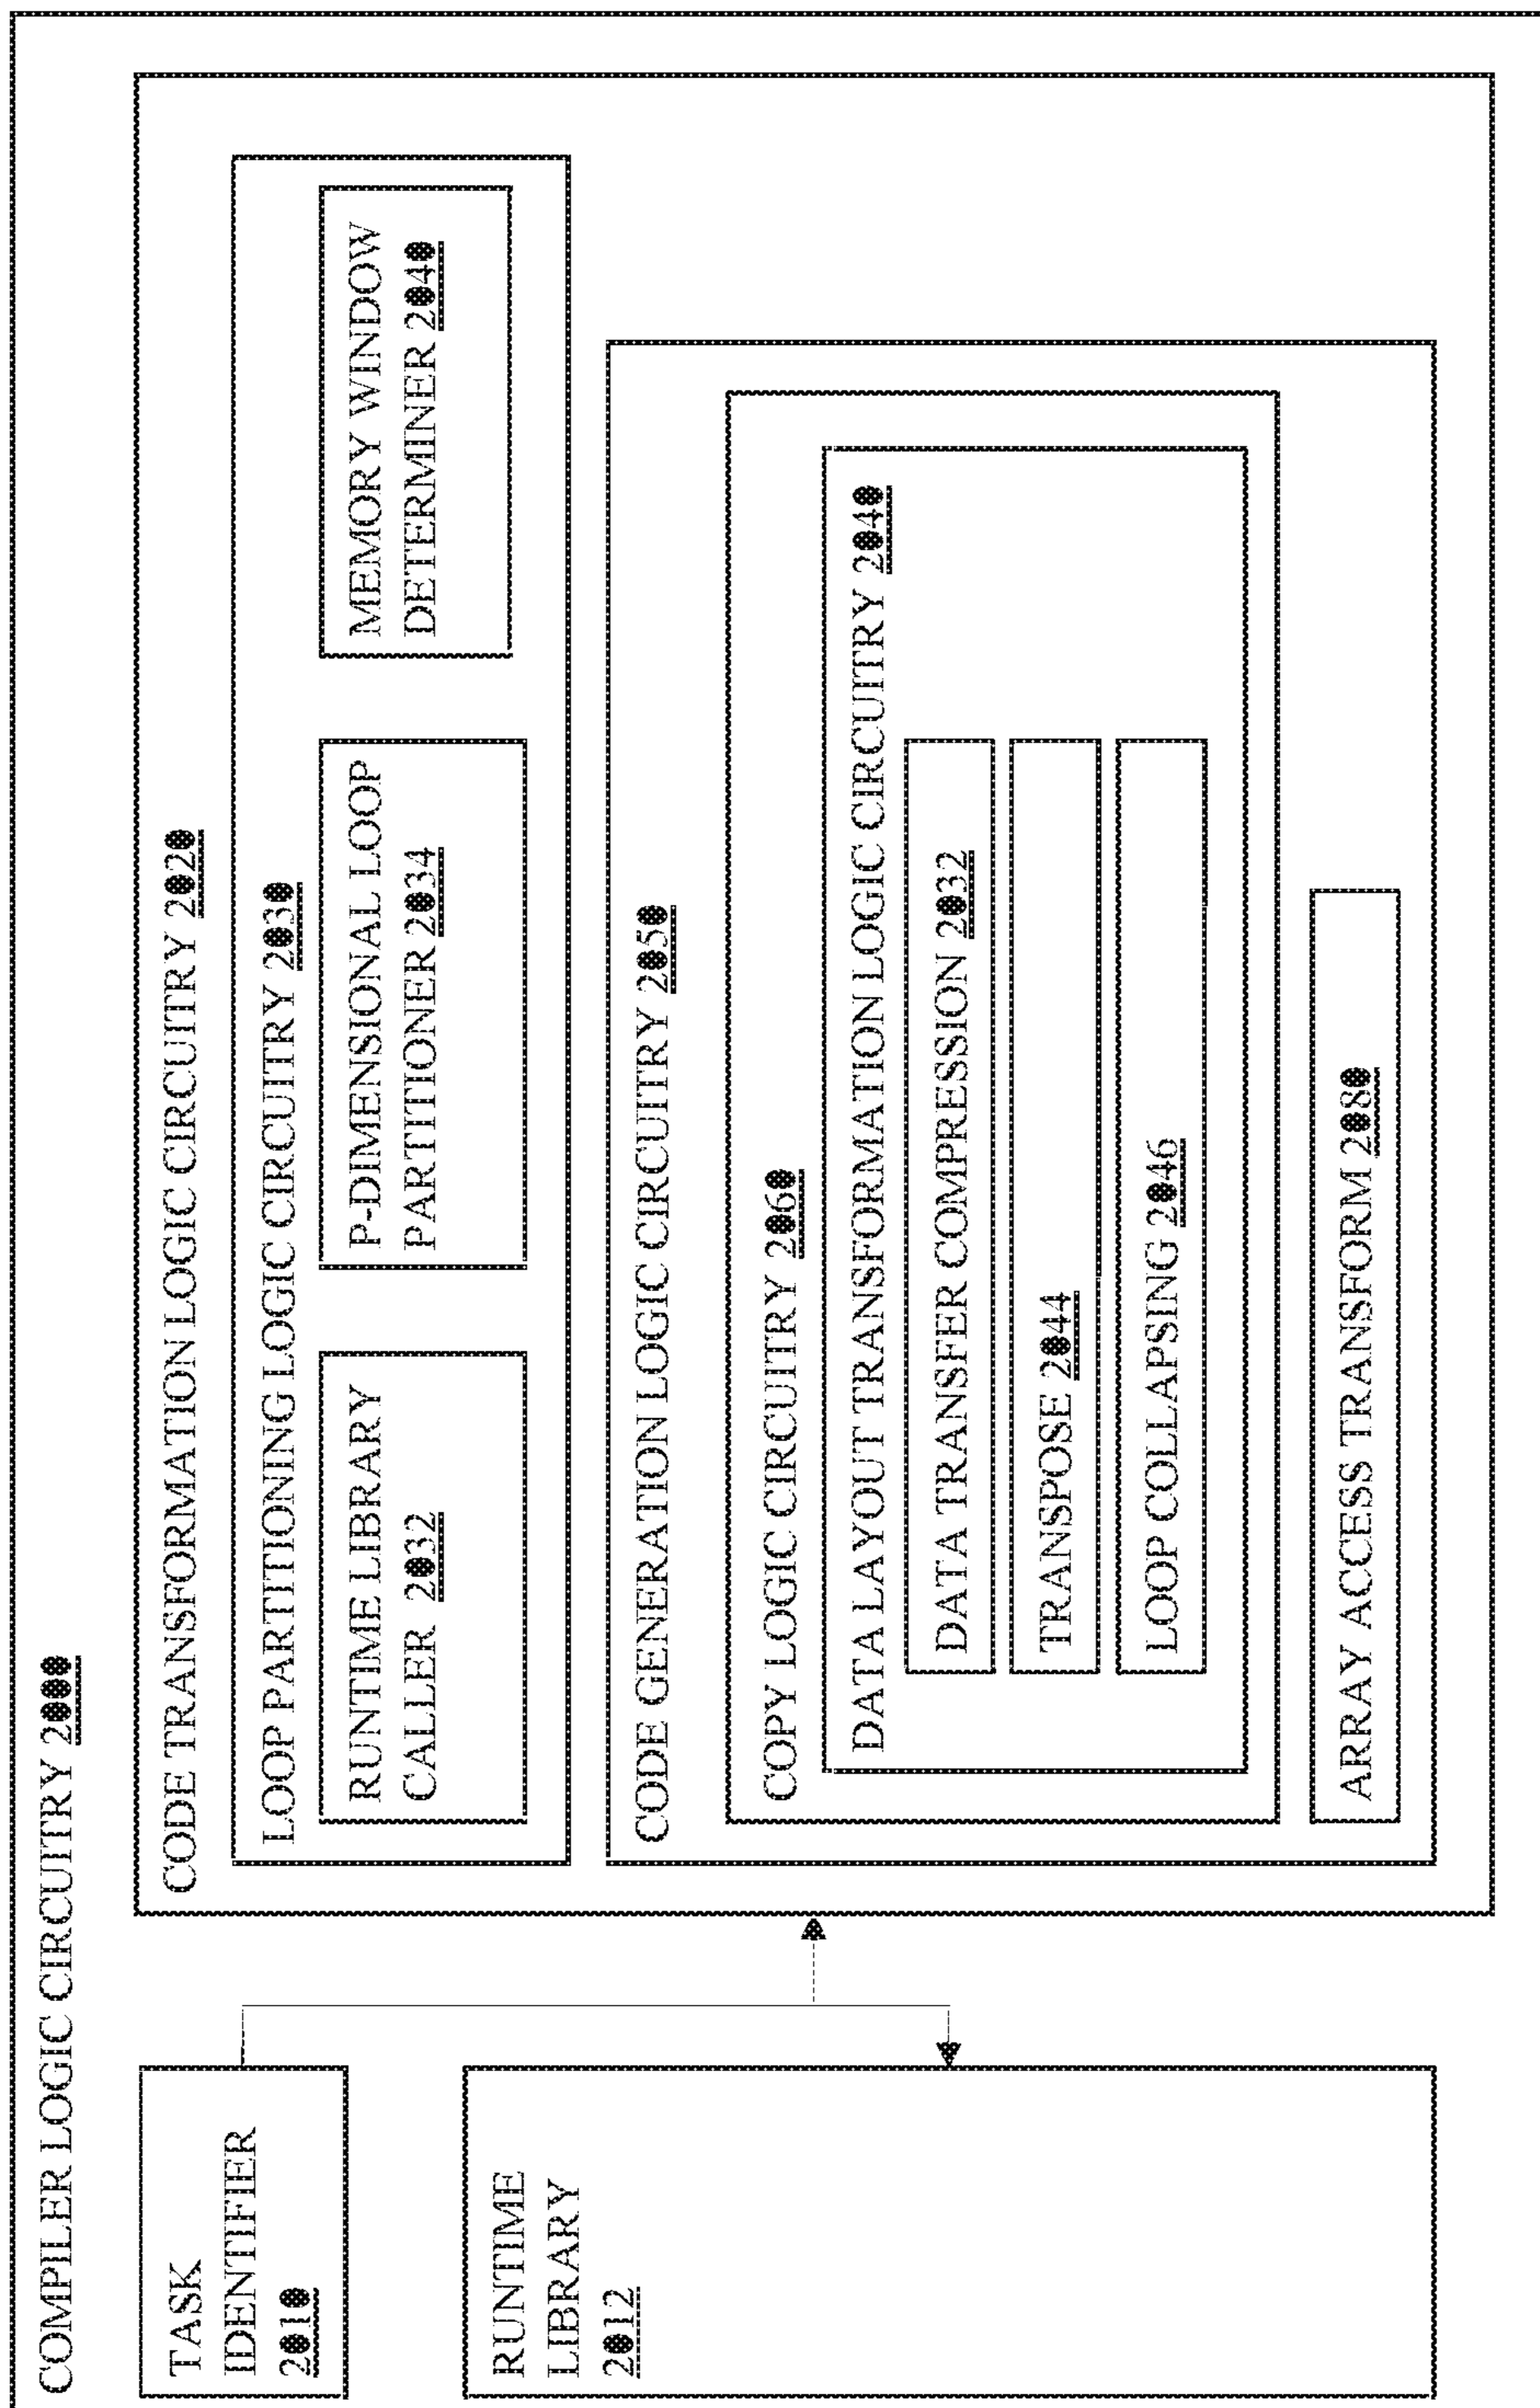 COMPILER LOGIC CIRCUITRY 2000
TASK
IDENTIFIER
2010
RUNTIME
LIBRARY
2012
CODE TRANSFORMATION LOGIC CIRCUITRY 2020
LOOP PARTITIONING LOGIC CIRCUITRY 2030
RUNTIME LIBRARY
CALLER 2032
P-DIMENSIONAL LOOP
PARTITIONER 2034
MEMORY WINDOW
DETERMINER 2040
CODE GENERATION LOGIC CIRCUITRY 2050
COPY LOGIC CIRCUITRY 2060
DATA LAYOUT TRANSFORMATION LOGIC CIRCUITRY 2040
DATA TRANSFER COMPRESSION 2032
TRANSPOSE 2044
LOOP COLLAPSING 2046
ARRAY ACCESS TRANSFORM 2080